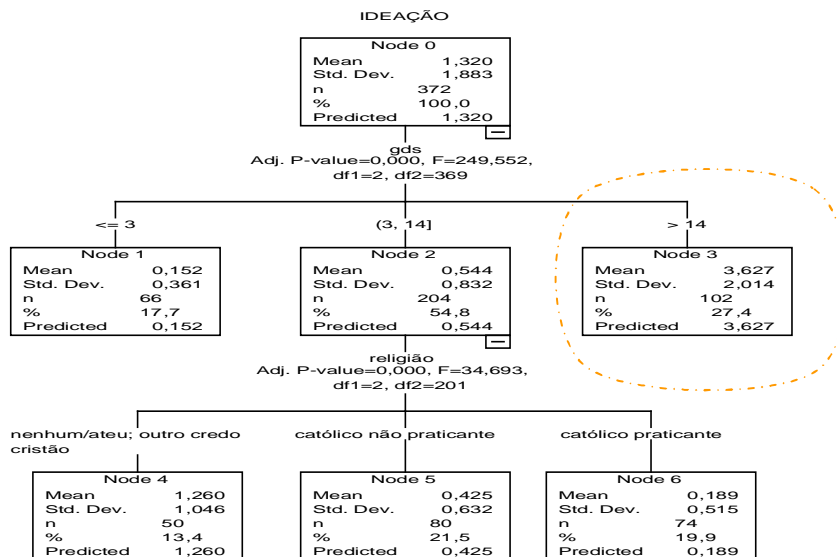 IDEAÇÃO
Node 0
Mean 1,320
Std. Dev. 1,883
n 372
% 100,0
Predicted 1,320
gds
Adj. P-value=0,000, F=249,552,
df1=2, df2=369
<= 3
(3, 14]
> 14
Node 1
Mean 0,152
Std. Dev. 0,361
n 66
% 17,7
Predicted 0,152
Node 2
Mean 0,544
Std. Dev. 0,832
n 204
% 54,8
Predicted 0,544
Node 3
Mean 3,627
Std. Dev. 2,014
n 102
% 27,4
Predicted 3,627
religião
Adj. P-value=0,000, F=34,693,
df1=2, df2=201
nenhum/ateu; outro credo
cristão
católico não praticante
católico praticante
Node 4
Mean 1,260
Std. Dev. 1,046
n 50
% 13,4
Predicted 1,260
Node 5
Mean 0,425
Std. Dev. 0,632
n 80
% 21,5
Predicted 0,425
Node 6
Mean 0,189
Std. Dev. 0,515
n 74
% 19,9
Predicted 0,189